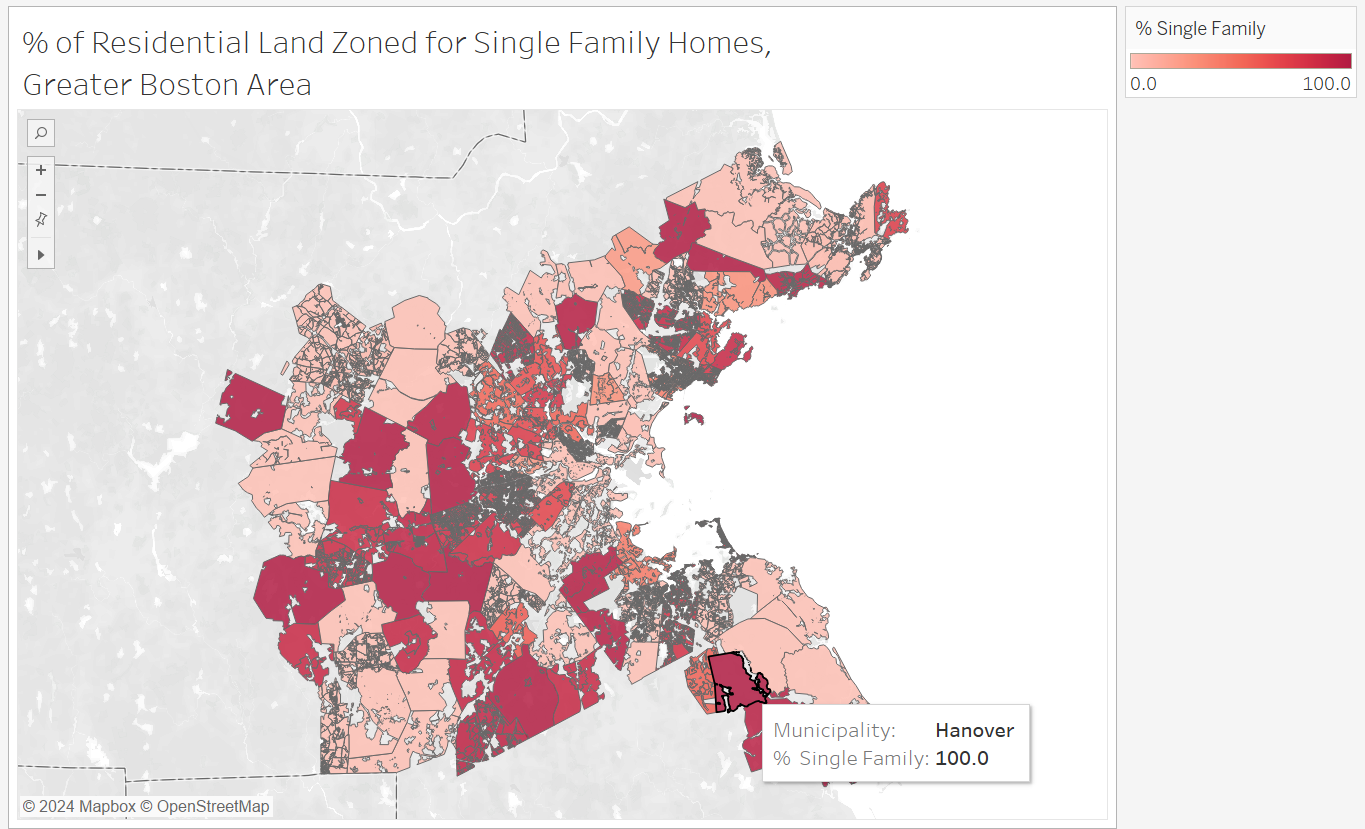 % of Residential Land Zoned for Single Family Homes,
Greater Boston Area
% Single Family
0.0 100.0
+
−
Municipality: Hanover
% Single Family: 100.0
© 2024 Mapbox © OpenStreetMap